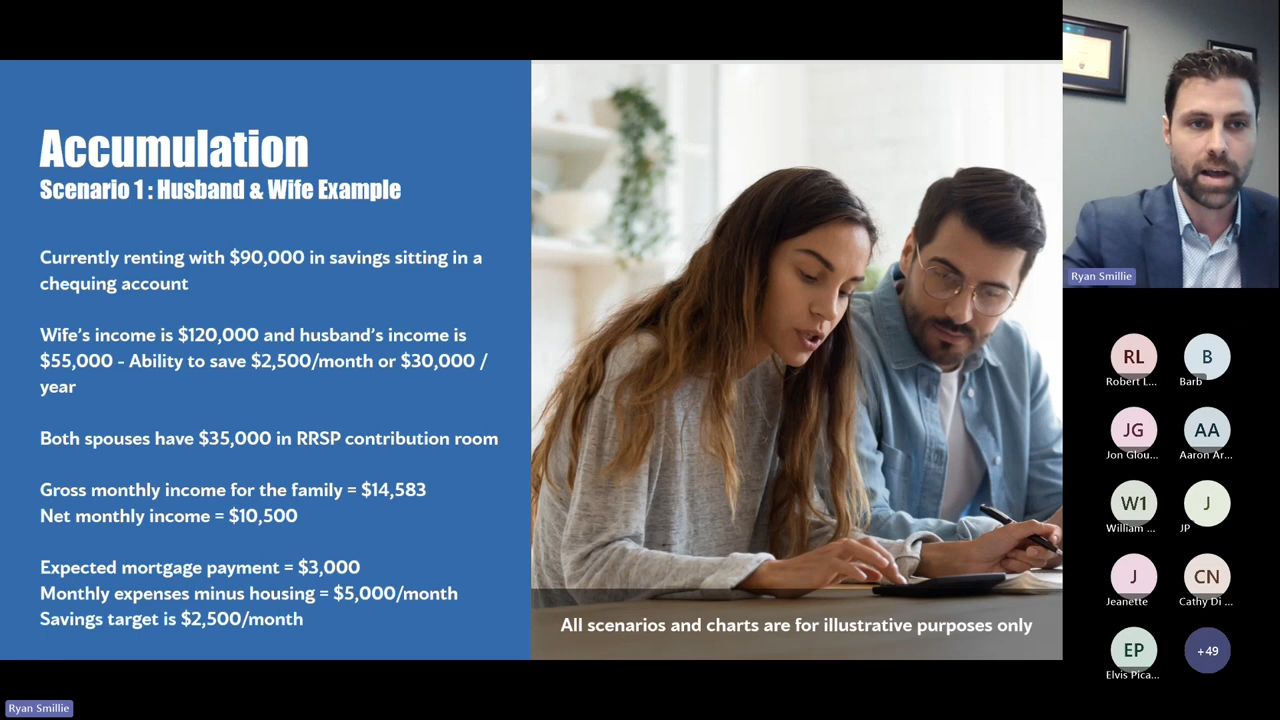 Accumulation
Scenario 1 : Husband & Wife Example
Currently renting with $90,000 in savings sitting in a
chequing account
Wife's income is $120,000 and husband's income is
$55,000 - Ability to save $2,500/month or $30,000 /
year
Both spouses have $35,000 in RRSP contribution room
Gross monthly income for the family = $14,583
Net monthly income = $10,500
Expected mortgage payment = $3,000
Monthly expenses minus housing = $5,000/month
Savings target is $2,500/month
All scenarios and charts are for illustrative purposes only
Ryan Smillie
RL
Robert L...
B
Barb
JG
Jon Glou...
AA
Aaron Ar...
W1
William ...
J
JP
J
Jeanette
CN
Cathy Di ...
EP
Elvis Pica...
+49
Ryan Smillie